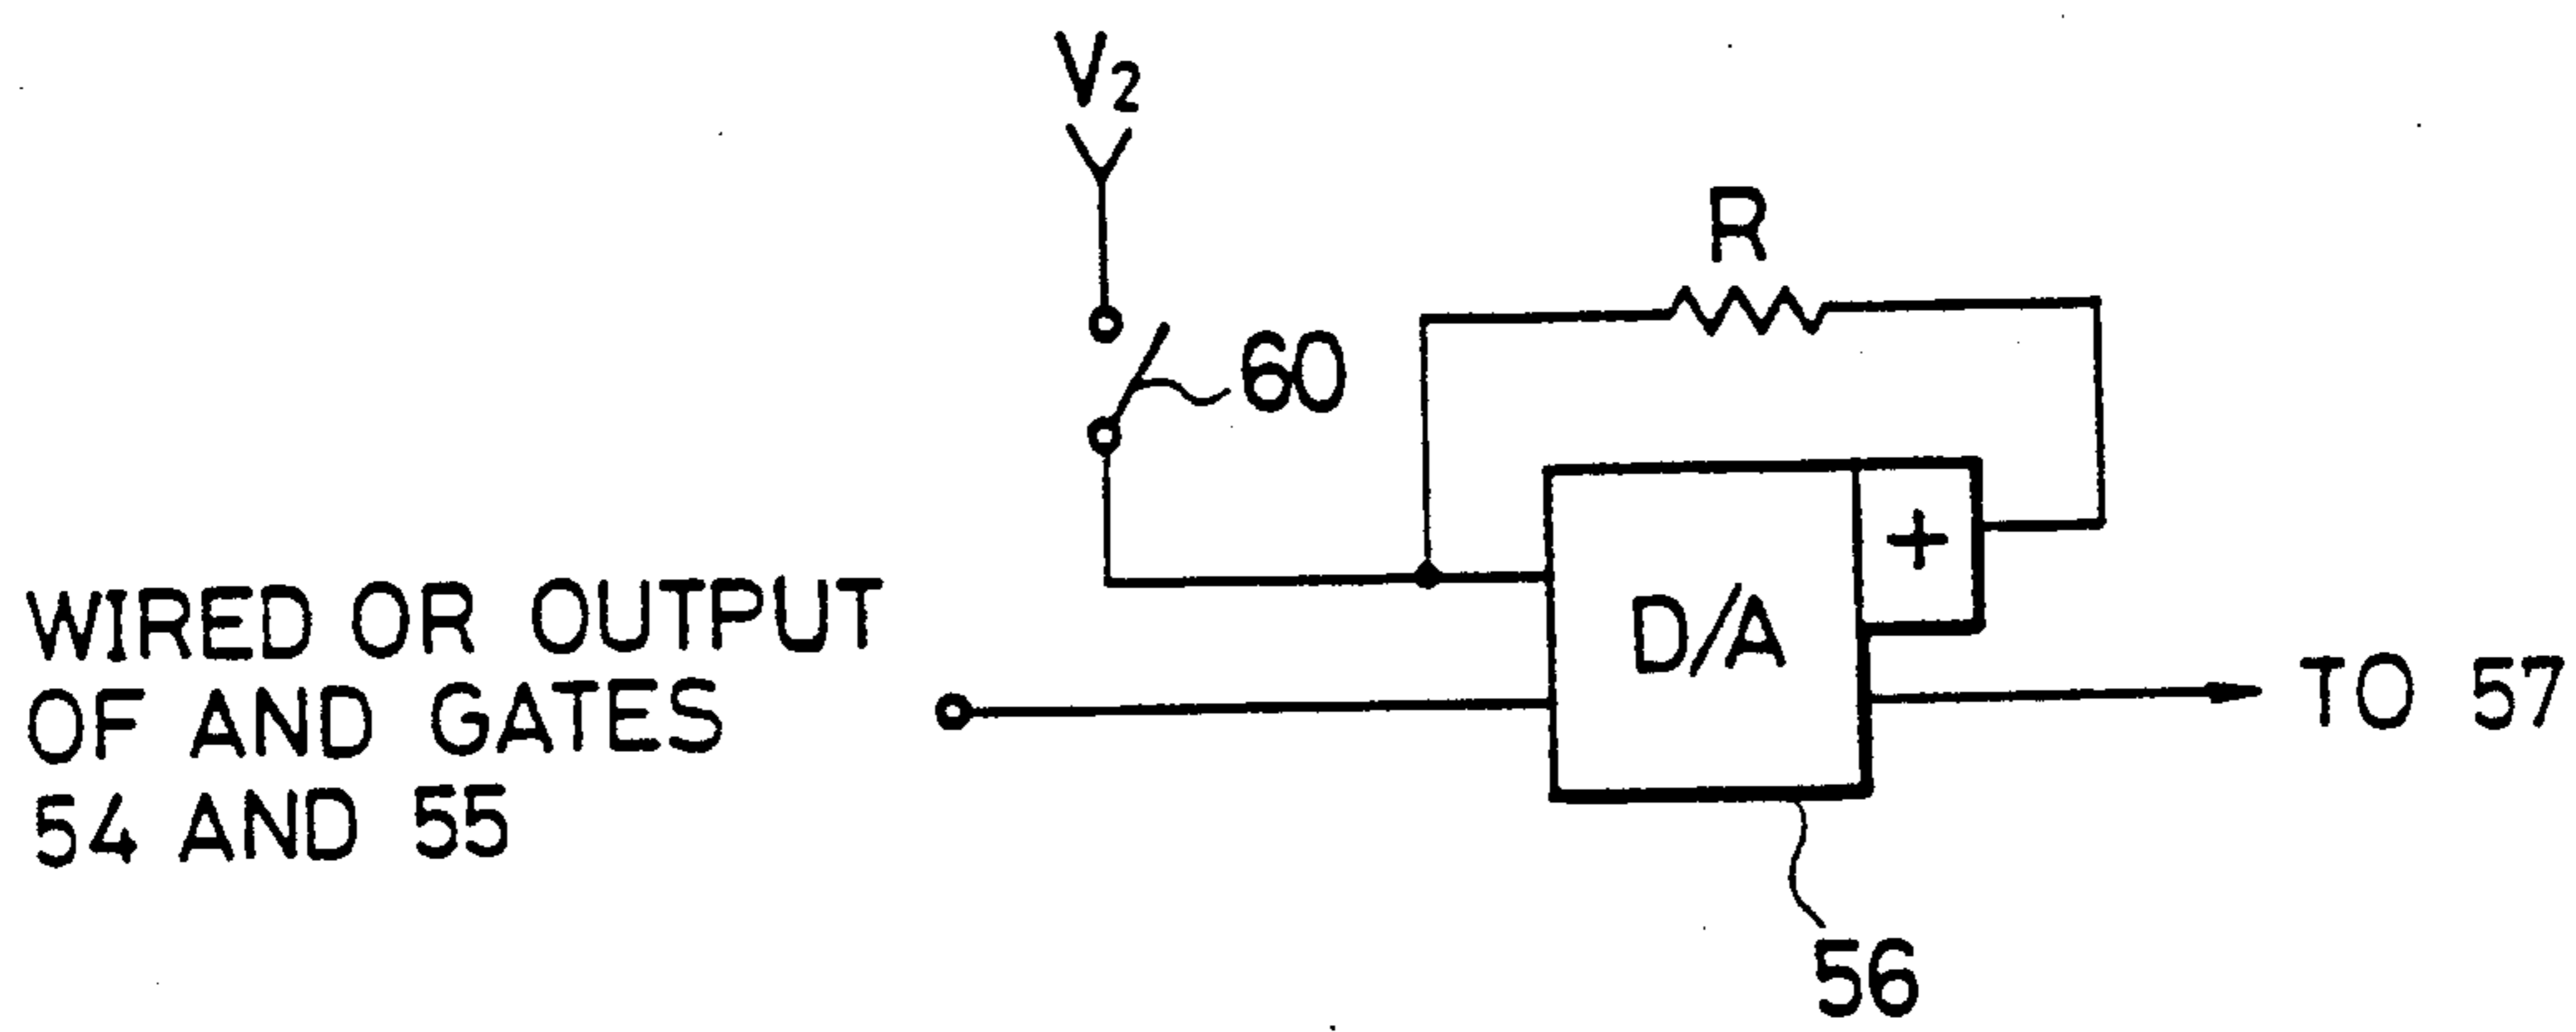 V2
R
60
+
D/A
WIRED OR OUTPUT
OF AND GATES
54 AND 55
TO 57
56